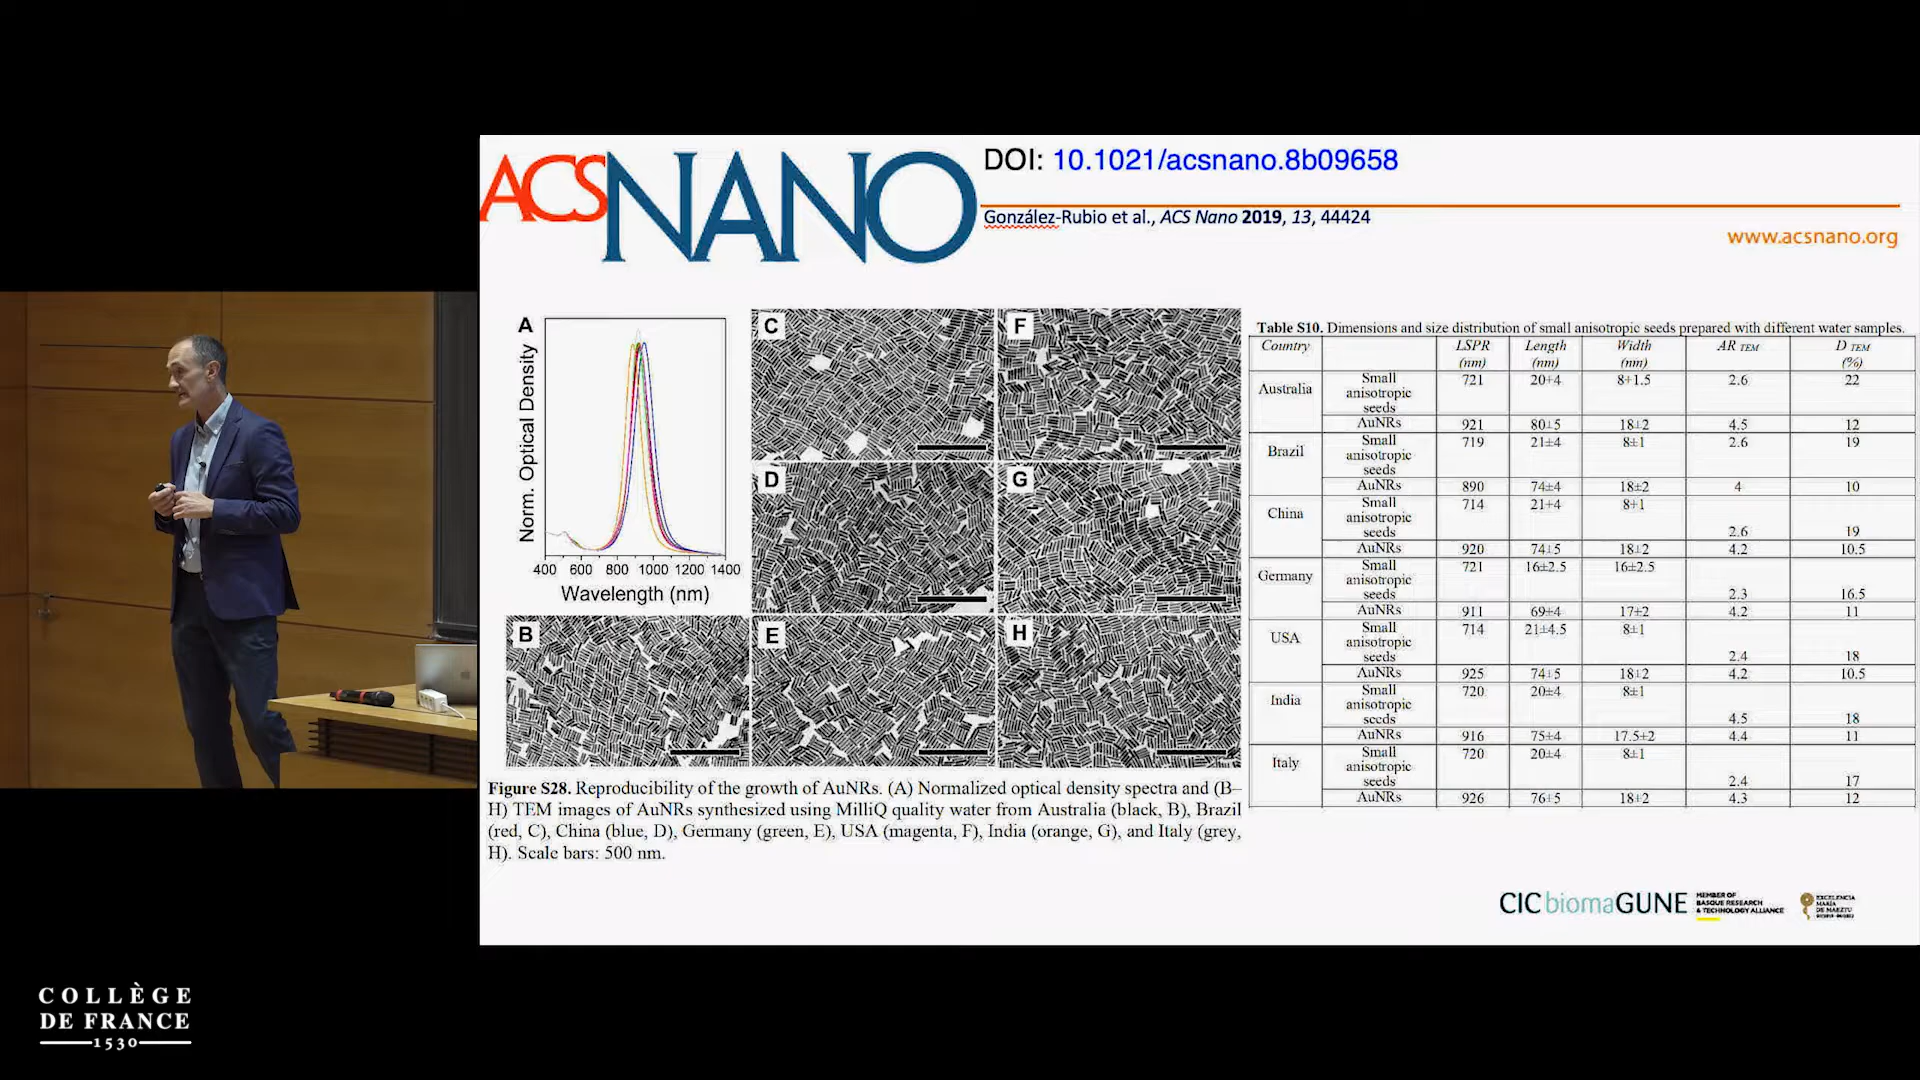 ACSNANO
DOI: 10.1021/acsnano.8b09658
González-Rubio et al., ACS Nano 2019, 13, 44424
www.acsnano.org
A
Norm. Optical Density
400 600 800 1000 1200 1400
Wavelength (nm)
B
C
D
E
F
G
H
Figure S28. Reproducibility of the growth of AuNRs. (A) Normalized optical density spectra and (B–
H) TEM images of AuNRs synthesized using MilliQ quality water from Australia (black, B), Brazil
(red, C), China (blue, D), Germany (green, E), USA (magenta, F), India (orange, G), and Italy (grey,
H). Scale bars: 500 nm.
Table S10. Dimensions and size distribution of small anisotropic seeds prepared with different water samples.
Country LSPR (nm) Length (nm) Width (nm) AR TEM D TEM (%)
Australia Small anisotropic seeds 721 20±4 8±1.5 2.6 22
AuNRs 921 80±5 18±2 4.5 12
Brazil Small anisotropic seeds 719 21±4 8±1 2.6 19
AuNRs 890 74±4 18±2 4 10
China Small anisotropic seeds 714 21±4 8±1 2.6 19
AuNRs 920 74±5 18±2 4.2 10.5
Germany Small anisotropic seeds 721 16±2.5 16±2.5 2.3 16.5
AuNRs 911 69±4 17±2 4.2 11
USA Small anisotropic seeds 714 21±4.5 8±1 2.4 18
AuNRs 925 74±5 18±2 4.2 10.5
India Small anisotropic seeds 720 20±4 8±1 4.5 18
AuNRs 916 75±4 17.5±2 4.4 11
Italy Small anisotropic seeds 720 20±4 8±1 2.4 17
AuNRs 926 76±5 18±2 4.3 12
CIC biomaGUNE
MEMBER OF
BASQUE RESEARCH
& TECHNOLOGY ALLIANCE
EXCELENCIA
MARÍA
DE MAEZTU
COLLÈGE
DE FRANCE
1530